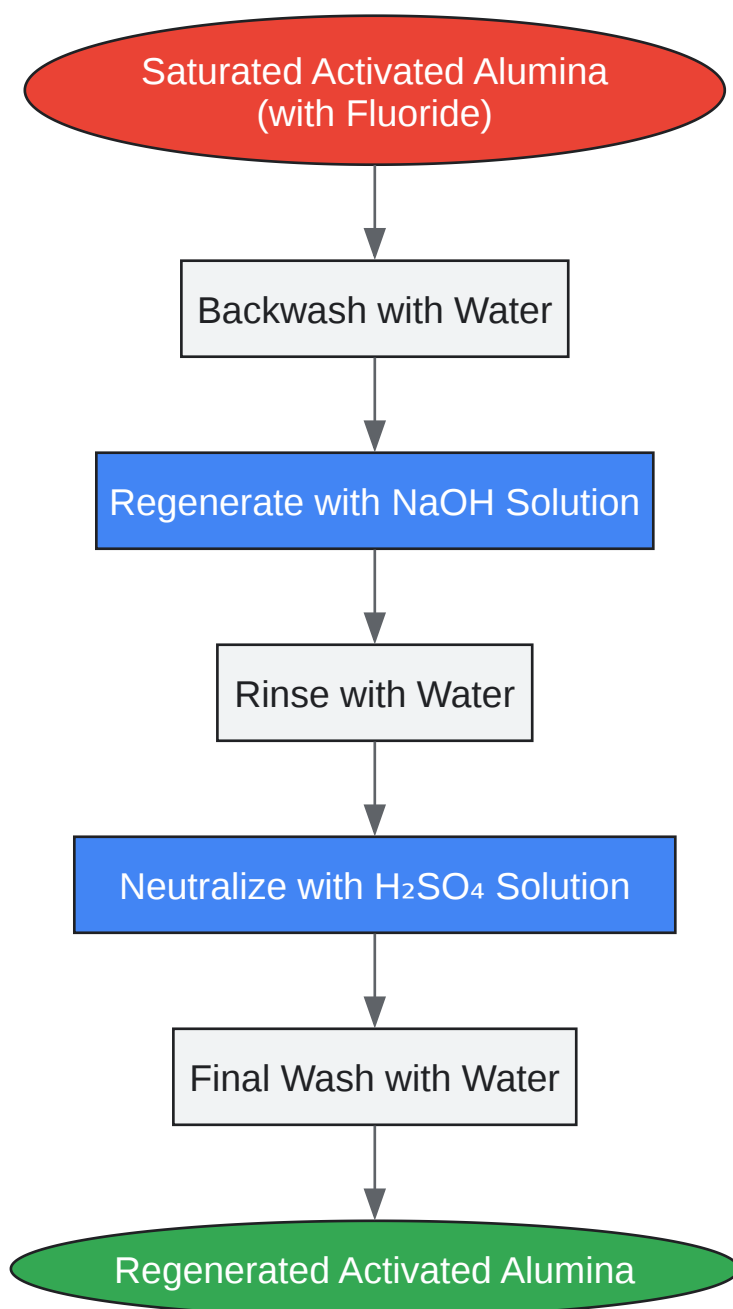 Saturated Activated Alumina
(with Fluoride)
Backwash with Water
Regenerate with NaOH Solution
Rinse with Water
Neutralize with H₂SO₄ Solution
Final Wash with Water
Regenerated Activated Alumina